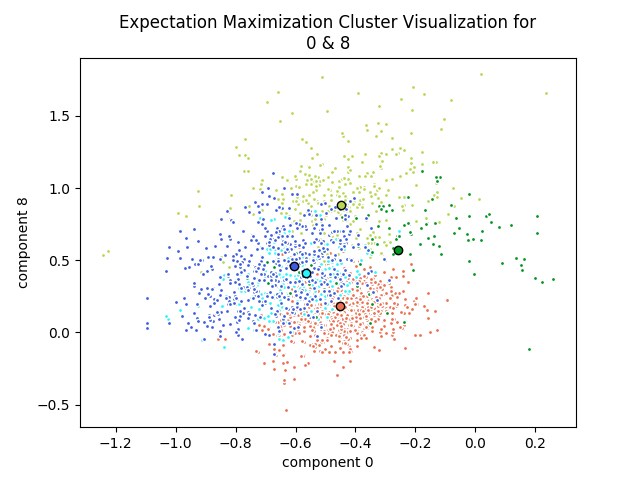 Expectation Maximization Cluster Visualization for
0 & 8
component 8
1.5
1.0
0.5
0.0
−0.5
−1.2 −1.0 −0.8 −0.6 −0.4 −0.2 0.0 0.2
component 0